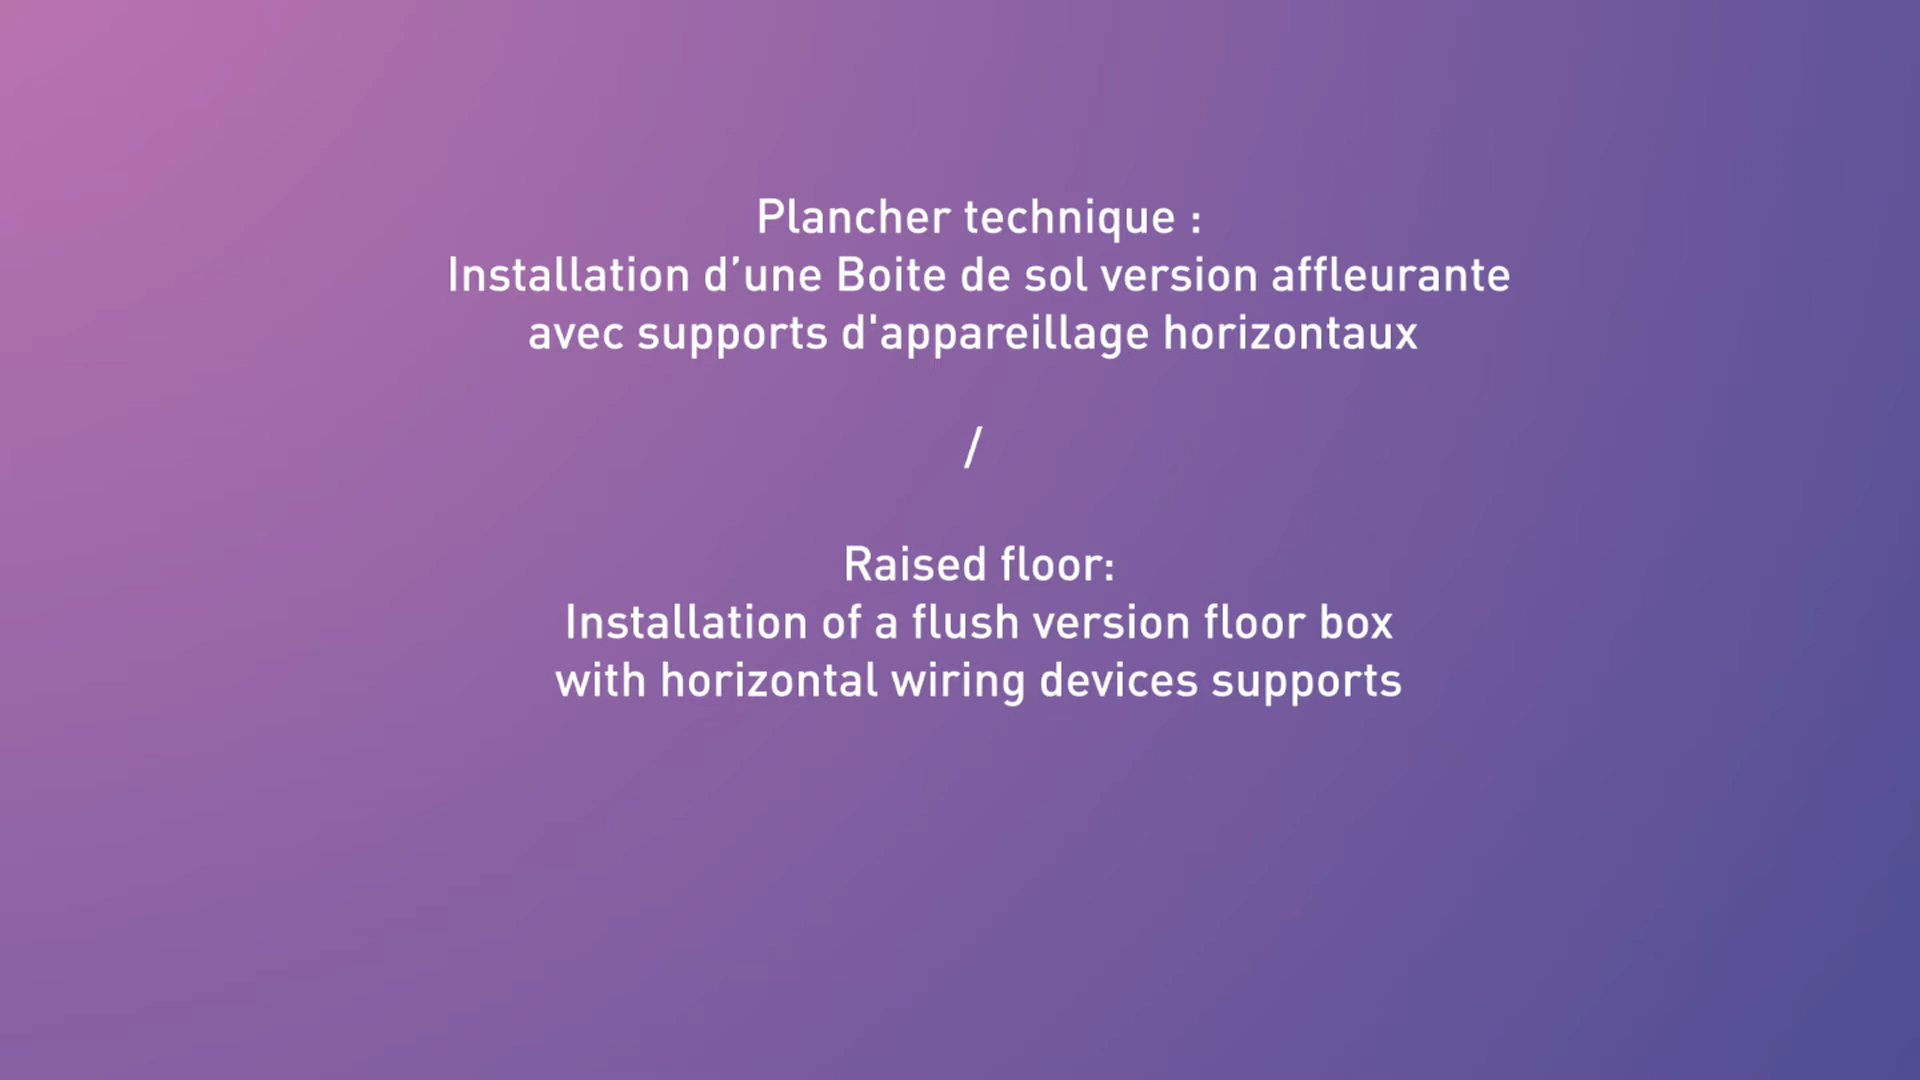 Plancher technique :
Installation d’une Boite de sol version affleurante
avec supports d'appareillage horizontaux
/
Raised floor:
Installation of a flush version floor box
with horizontal wiring devices supports